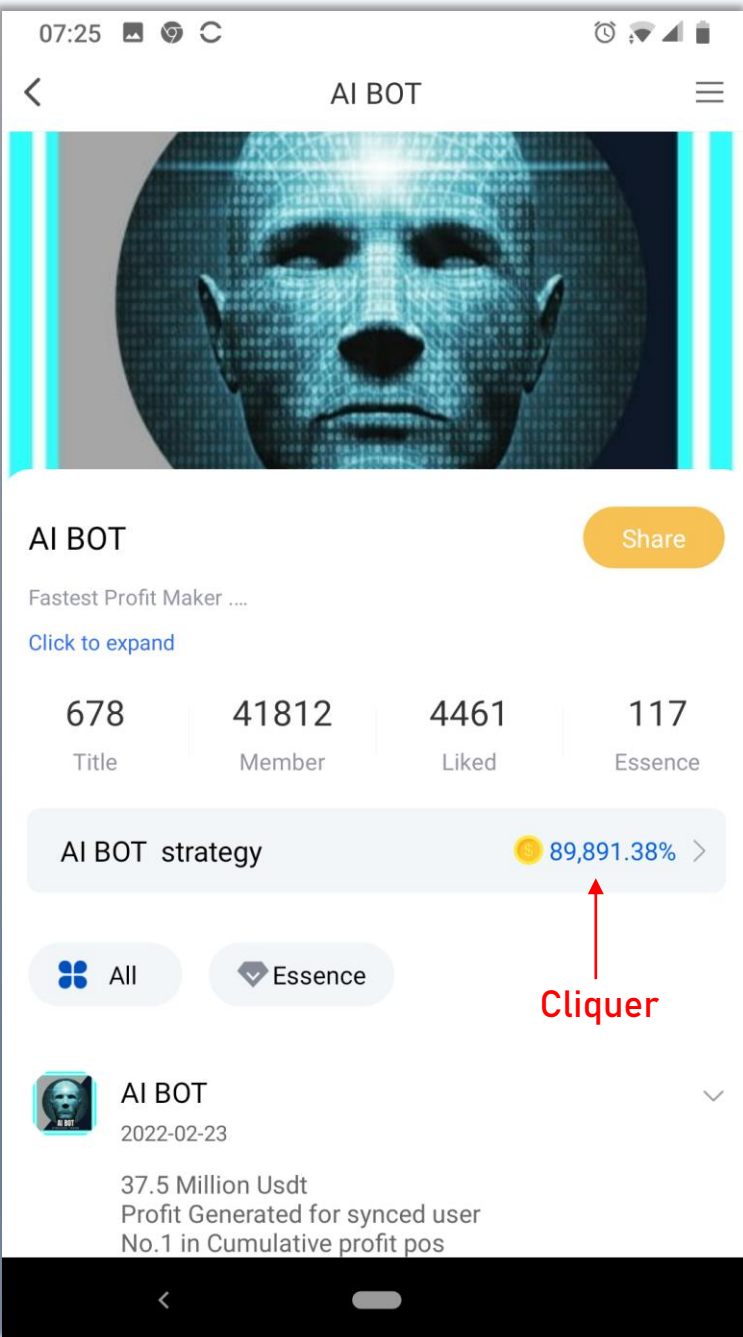 07:25
AI BOT
AI BOT
Share
Fastest Profit Maker ....
Click to expand
678 41812 4461 117
Title Member Liked Essence
AI BOT strategy 89,891.38%
Cliquer
All Essence
AI BOT
2022-02-23
37.5 Million Usdt
Profit Generated for synced user
No.1 in Cumulative profit pos